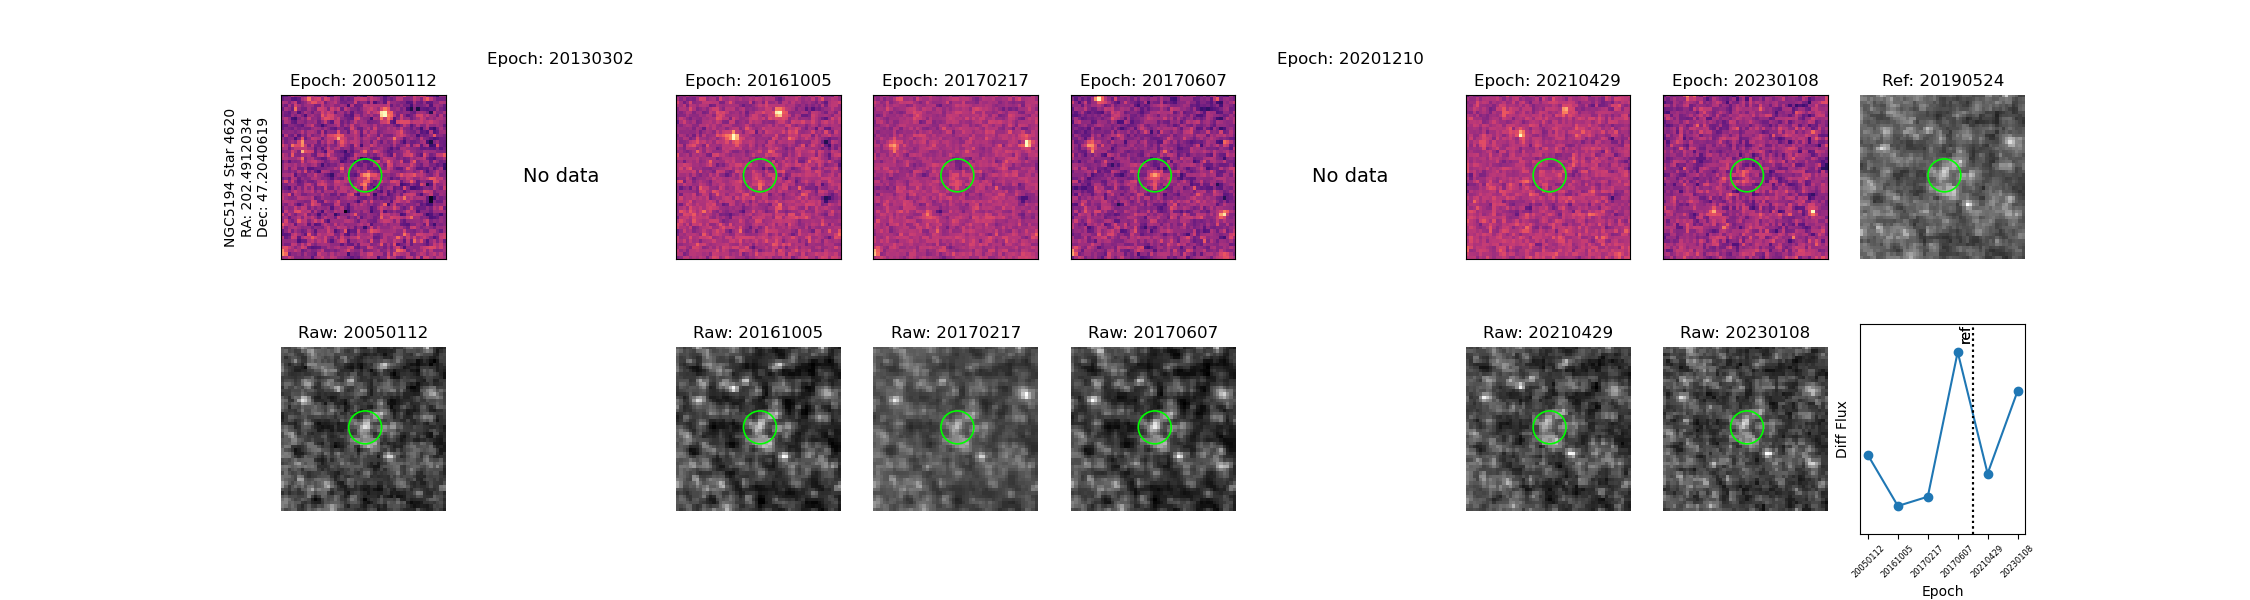 Epoch: 20130302
Epoch: 20201210
Epoch: 20050112
Epoch: 20161005
Epoch: 20170217
Epoch: 20170607
Epoch: 20210429
Epoch: 20230108
Ref: 20190524
NGC5194 Star 4620
RA: 202.4912034
Dec: 47.2040619
No data
No data
Raw: 20050112
Raw: 20161005
Raw: 20170217
Raw: 20170607
Raw: 20210429
Raw: 20230108
ref
Diff Flux
20050112
20161005
20170217
20170607
20210429
20230108
Epoch